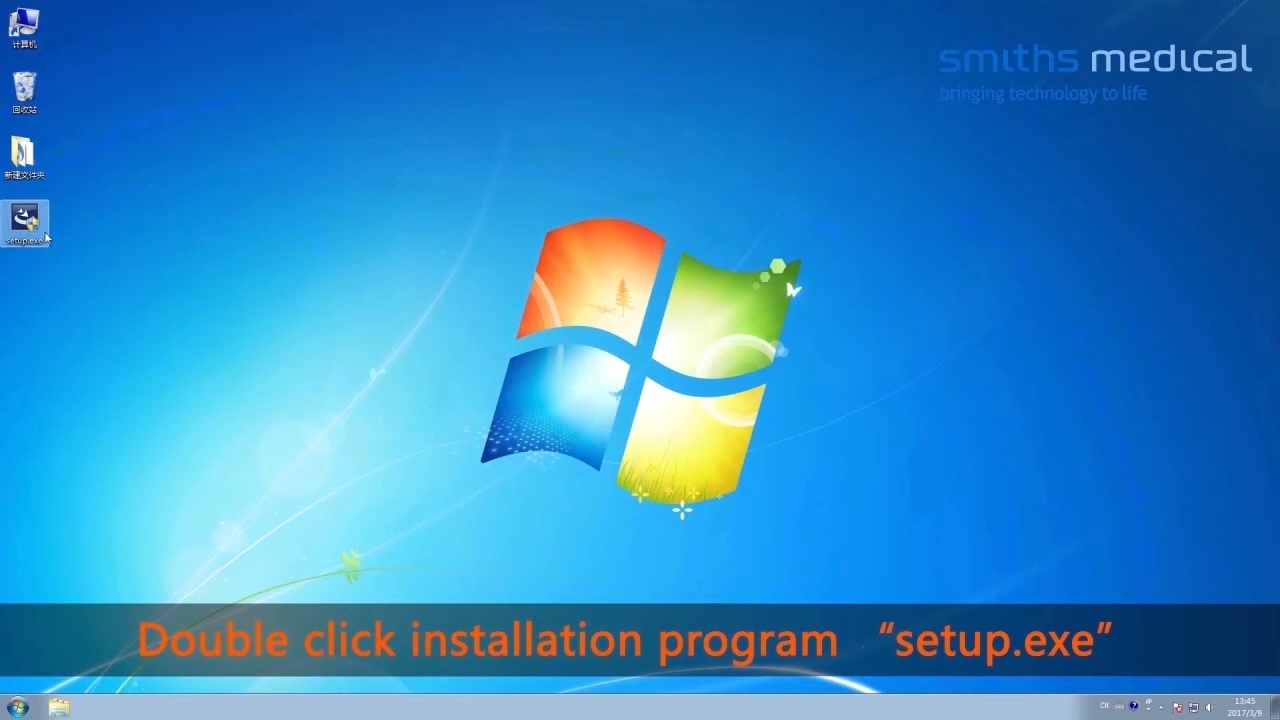 计算机
smiths medical
bringing technology to life
回收站
新建文件夹
setup.exe
Double click installation program “setup.exe”
CH
13:45
2017/3/9